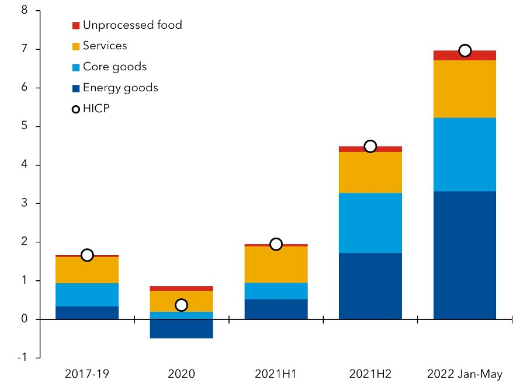 8
7
6
5
4
3
2
1
0
-1
Unprocessed food
Services
Core goods
Energy goods
HICP
2017-19 2020 2021H1 2021H2 2022 Jan-May